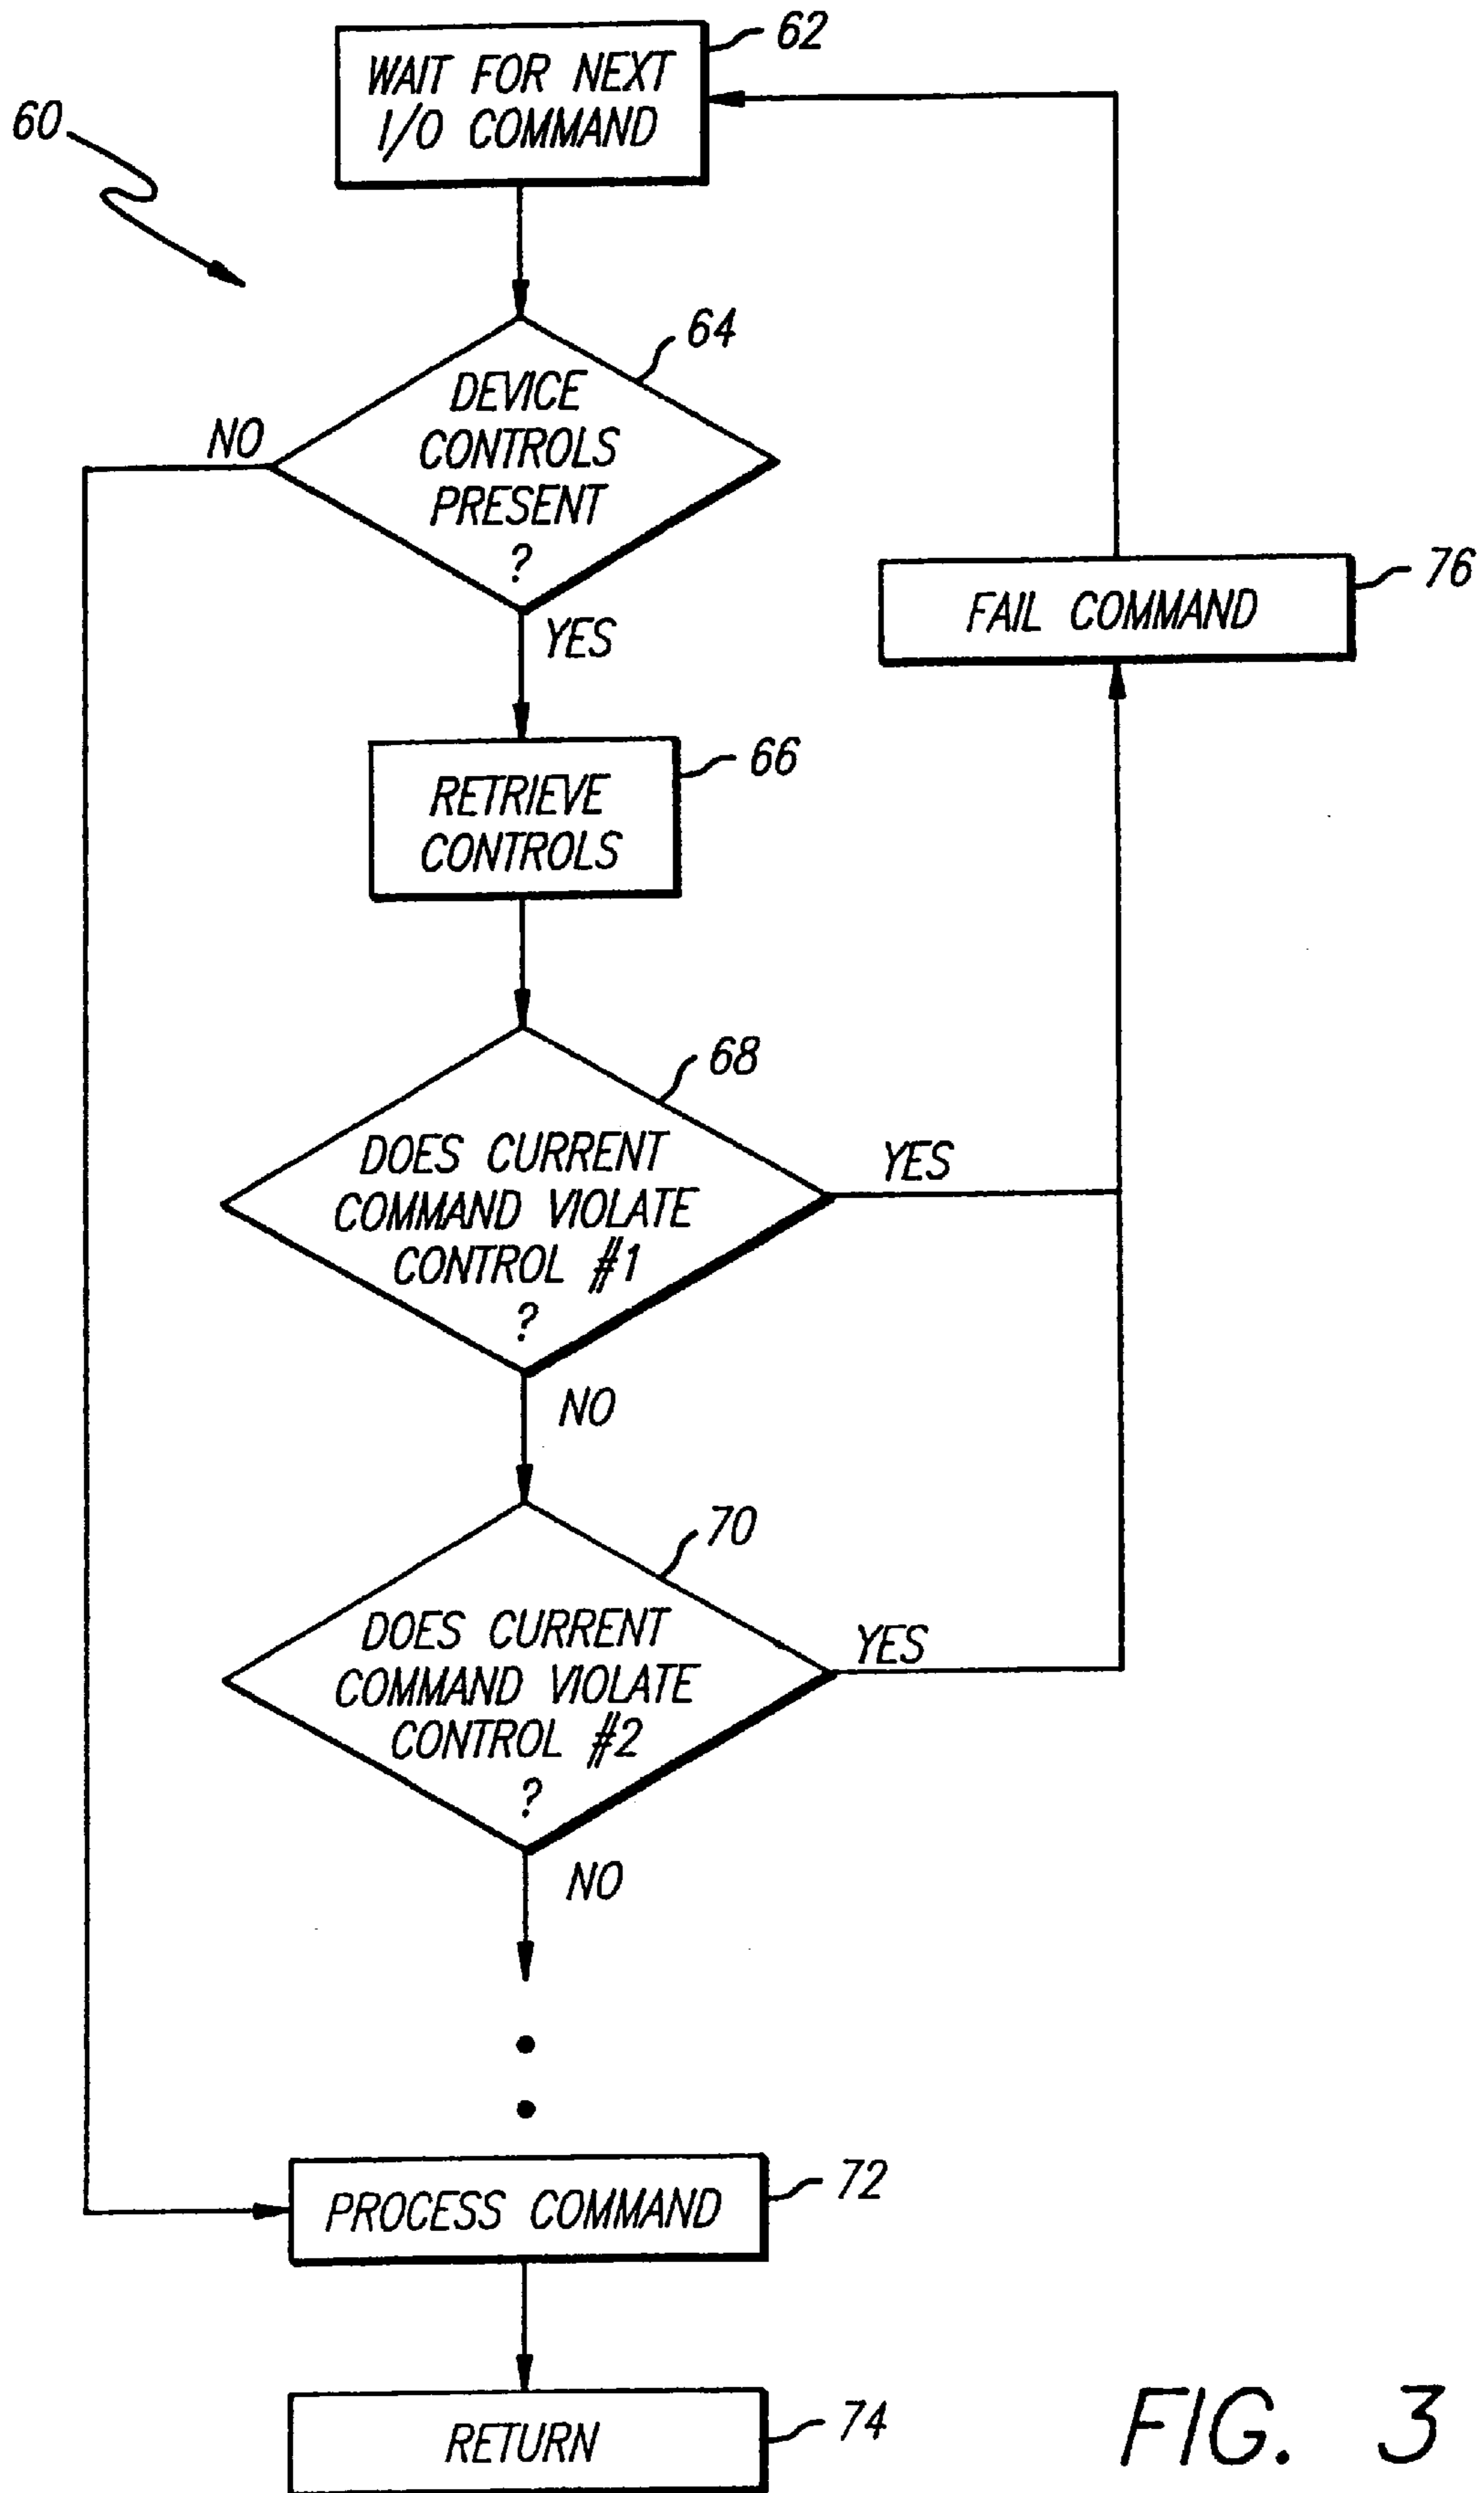 62
WAIT FOR NEXT
I/O COMMAND
60
64
DEVICE
CONTROLS
PRESENT
?
NO
YES
76
FAIL COMMAND
66
RETRIEVE
CONTROLS
68
DOES CURRENT
COMMAND VIOLATE
CONTROL #1
?
YES
NO
70
DOES CURRENT
COMMAND VIOLATE
CONTROL #2
?
YES
NO
72
PROCESS COMMAND
74
RETURN
FIG. 3